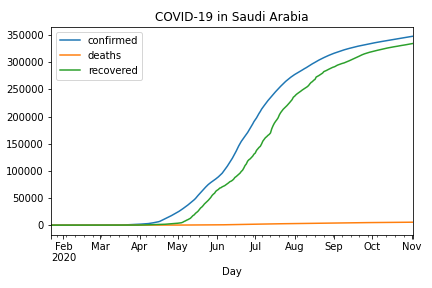 COVID-19 in Saudi Arabia
confirmed
deaths
recovered
350000
300000
250000
200000
150000
100000
50000
0
Feb Mar Apr May Jun Jul Aug Sep Oct Nov
2020
Day